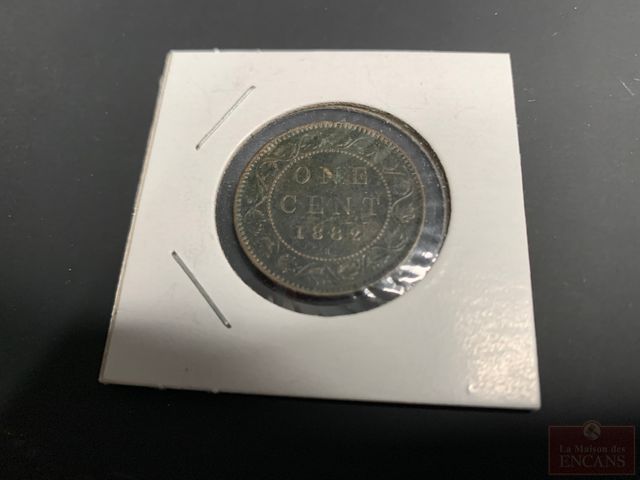 ONE
CENT
1882
La Maison des
ENCANS